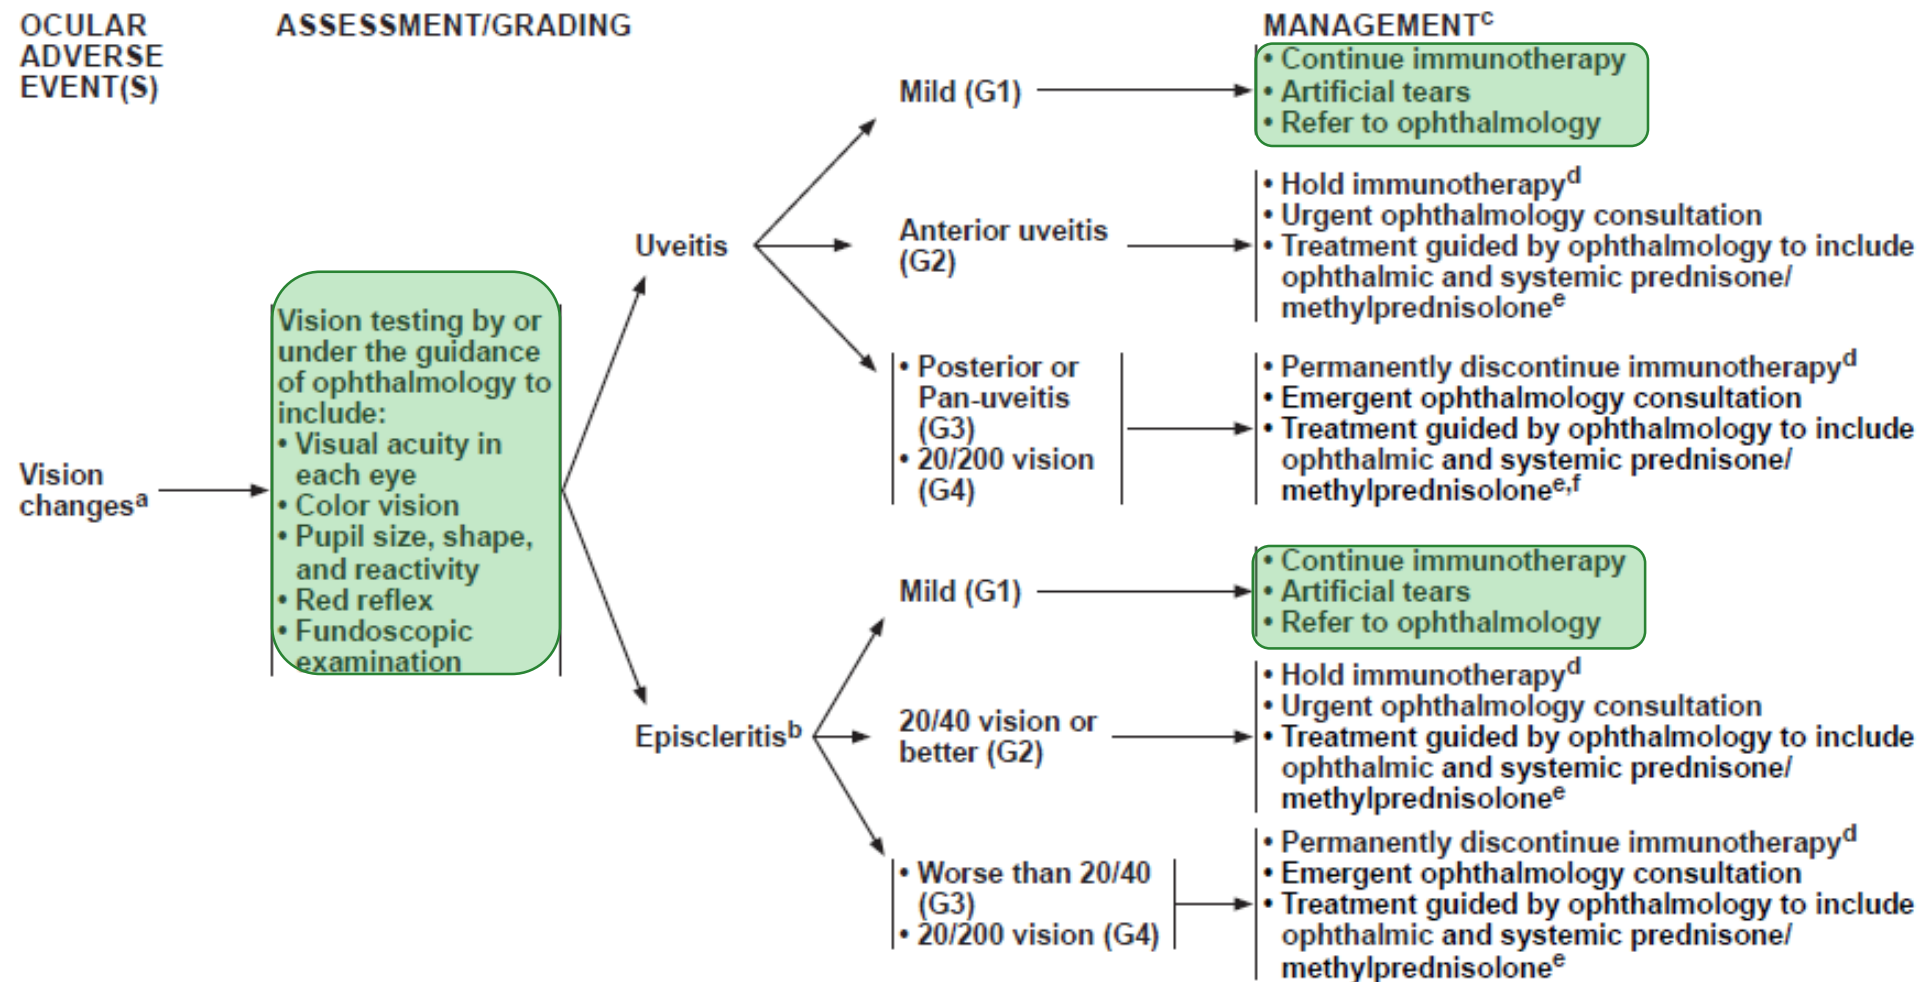 OCULAR
ADVERSE
EVENT(S)
ASSESSMENT/GRADING
MANAGEMENTc
Vision
changesa
Vision testing by or
under the guidance
of ophthalmology to
include:
• Visual acuity in
each eye
• Color vision
• Pupil size, shape,
and reactivity
• Red reflex
• Fundoscopic
examination
Uveitis
Mild (G1)
• Continue immunotherapy
• Artificial tears
• Refer to ophthalmology
Anterior uveitis
(G2)
• Hold immunotherapyd
• Urgent ophthalmology consultation
• Treatment guided by ophthalmology to include
ophthalmic and systemic prednisone/
methylprednisolonee
• Posterior or
Pan-uveitis
(G3)
• 20/200 vision
(G4)
• Permanently discontinue immunotherapyd
• Emergent ophthalmology consultation
• Treatment guided by ophthalmology to include
ophthalmic and systemic prednisone/
methylprednisolonee,f
Episcleritisb
Mild (G1)
• Continue immunotherapy
• Artificial tears
• Refer to ophthalmology
20/40 vision or
better (G2)
• Hold immunotherapyd
• Urgent ophthalmology consultation
• Treatment guided by ophthalmology to include
ophthalmic and systemic prednisone/
methylprednisolonee
• Worse than 20/40
(G3)
• 20/200 vision (G4)
• Permanently discontinue immunotherapyd
• Emergent ophthalmology consultation
• Treatment guided by ophthalmology to include
ophthalmic and systemic prednisone/
methylprednisolonee